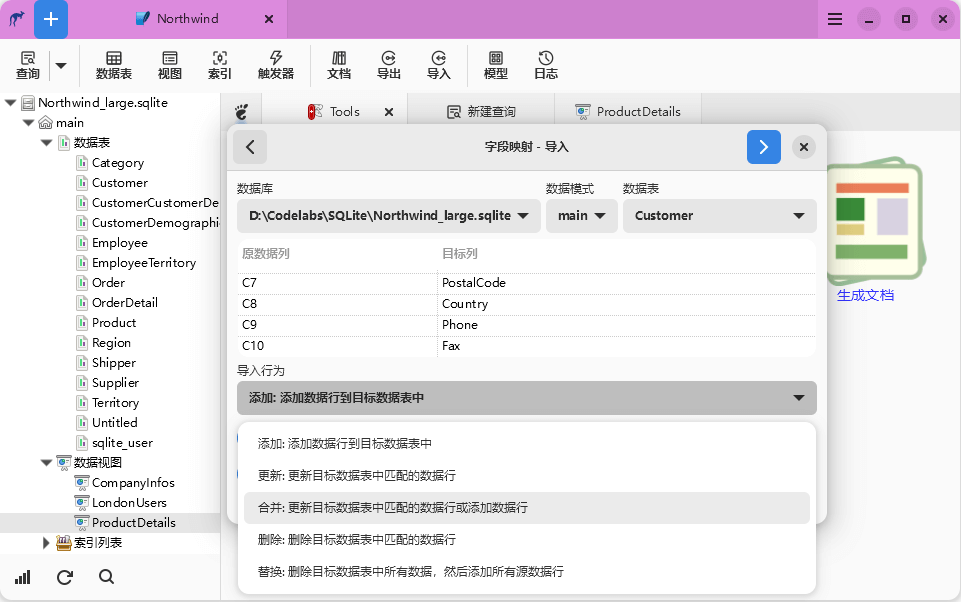 Northwind
查询
数据表
视图
索引
触发器
文档
导出
导入
模型
日志
Northwind_large.sqlite
main
数据表
Category
Customer
CustomerCustomerDe
CustomerDemographi
Employee
EmployeeTerritory
Order
OrderDetail
Product
Region
Shipper
Supplier
Territory
Untitled
sqlite_user
数据视图
CompanyInfos
LondonUsers
ProductDetails
索引列表
Tools
新建查询
ProductDetails
字段映射 - 导入
数据库
数据模式
数据表
D:\Codelabs\SQLite\Northwind_large.sqlite
main
Customer
原数据列
目标列
C7
PostalCode
C8
Country
C9
Phone
C10
Fax
导入行为
添加: 添加数据行到目标数据表中
添加: 添加数据行到目标数据表中
更新: 更新目标数据表中匹配的数据行
合并: 更新目标数据表中匹配的数据行或添加数据行
删除: 删除目标数据表中匹配的数据行
替换: 删除目标数据表中所有数据，然后添加所有源数据行
生成文档